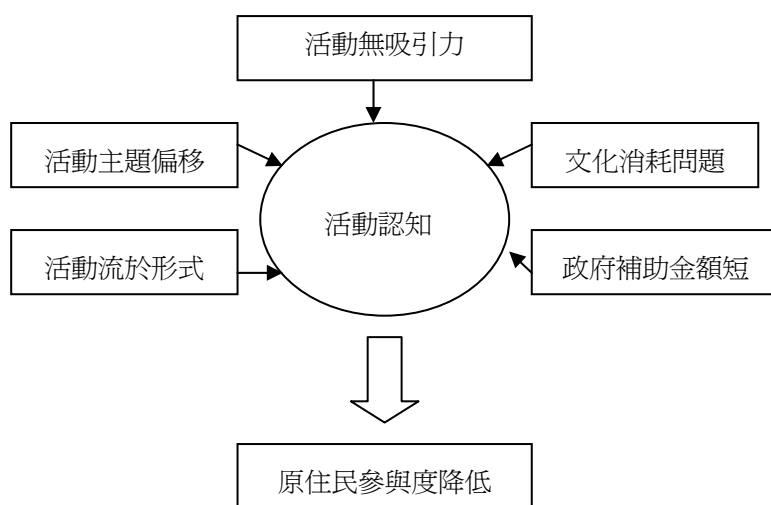 活動無吸引力
活動主題偏移
文化消耗問題
活動認知
活動流於形式
政府補助金額短
原住民參與度降低